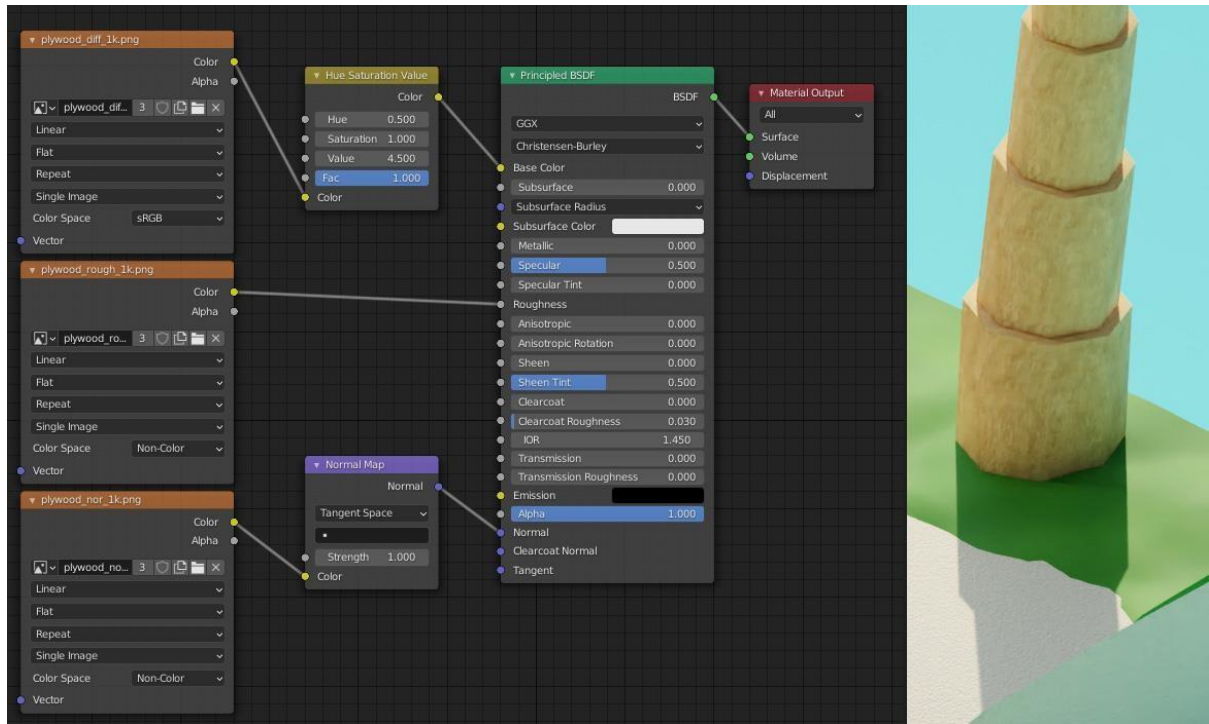 plywood_diff_1k.png
Color
Alpha
plywood_dif... 3
Linear
Flat
Repeat
Single Image
Color Space sRGB
Vector
plywood_rough_1k.png
Color
Alpha
plywood_ro... 3
Linear
Flat
Repeat
Single Image
Color Space Non-Color
Vector
plywood_nor_1k.png
Color
Alpha
plywood_no... 3
Linear
Flat
Repeat
Single Image
Color Space Non-Color
Vector
Hue Saturation Value
Color
Hue 0.500
Saturation 1.000
Value 4.500
Fac 1.000
Color
Normal Map
Normal
Tangent Space
Strength 1.000
Color
Principled BSDF
BSDF
GGX
Christensen-Burley
Base Color
Subsurface 0.000
Subsurface Radius
Subsurface Color
Metallic 0.000
Specular 0.500
Specular Tint 0.000
Roughness
Anisotropic 0.000
Anisotropic Rotation 0.000
Sheen 0.000
Sheen Tint 0.500
Clearcoat 0.000
Clearcoat Roughness 0.030
IOR 1.450
Transmission 0.000
Transmission Roughness 0.000
Emission
Alpha 1.000
Normal
Clearcoat Normal
Tangent
Material Output
All
Surface
Volume
Displacement